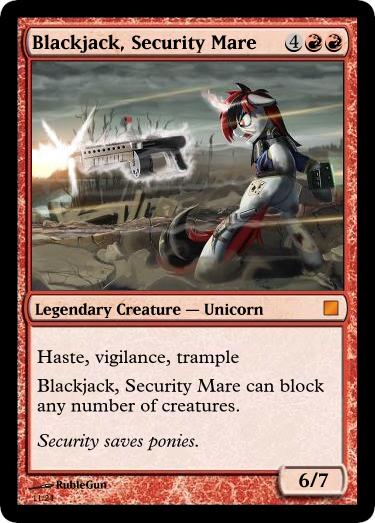 Blackjack, Security Mare 4
Legendary Creature — Unicorn
Haste, vigilance, trample
Blackjack, Security Mare can block
any number of creatures.
Security saves ponies.
RubleGun
6/7